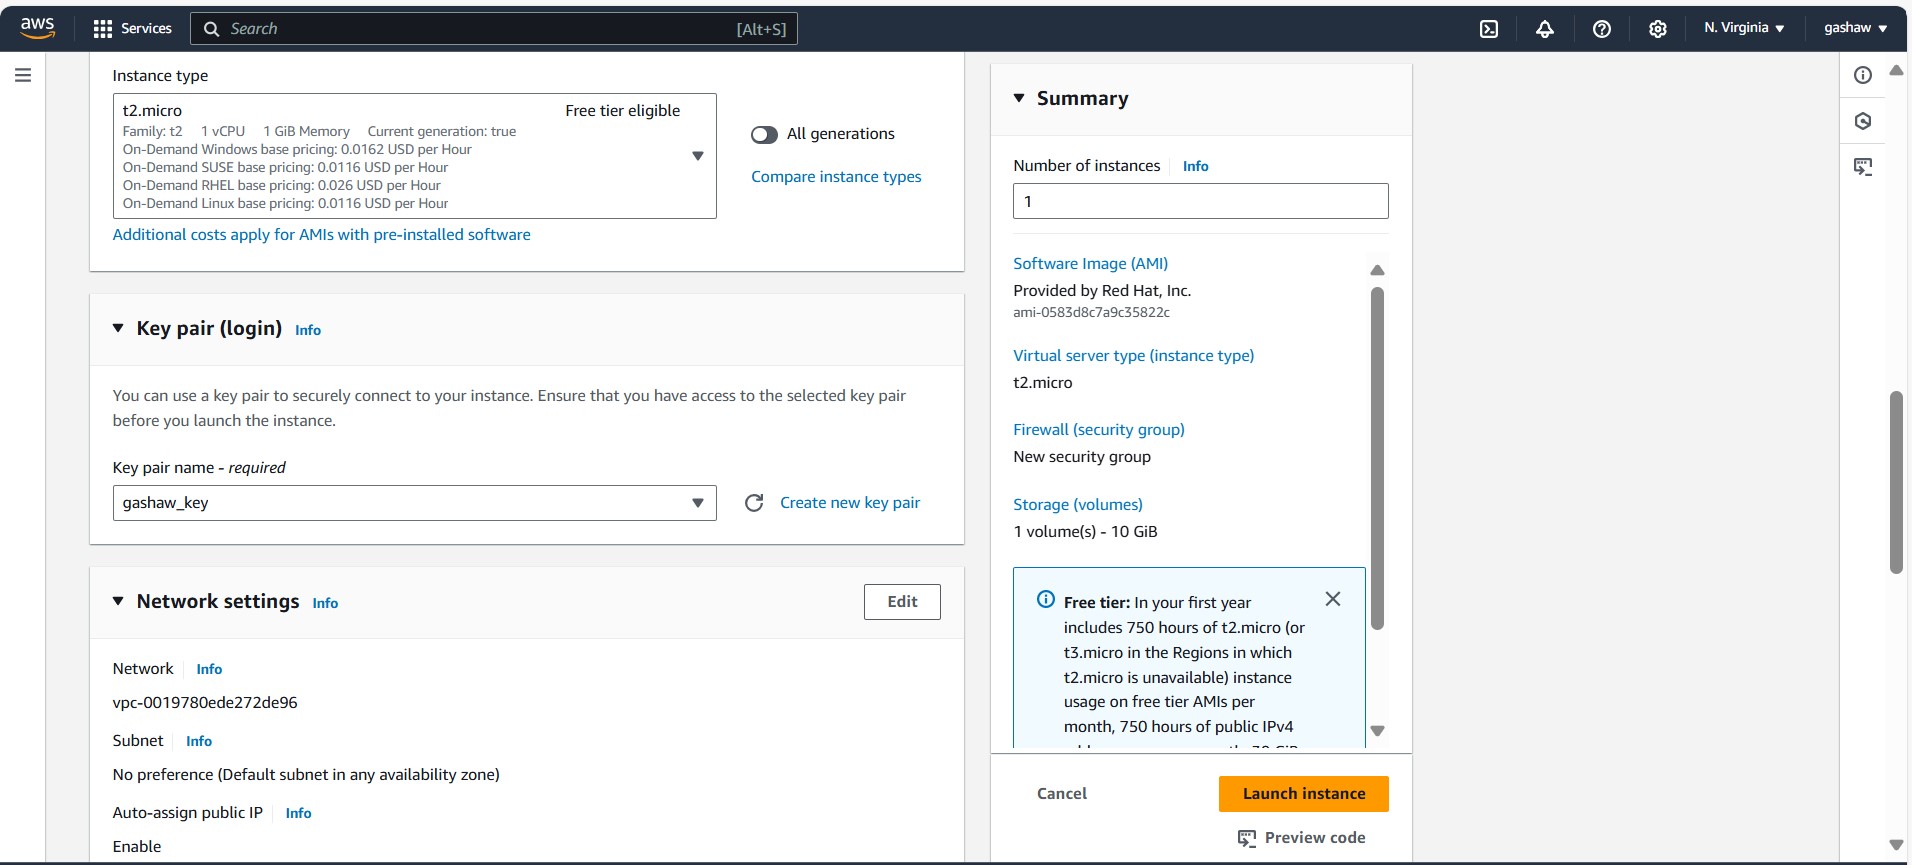 aws
Services
Search
[Alt+S]
N. Virginia
gashaw
Instance type
t2.micro
Free tier eligible
Family: t2 1 vCPU 1 GiB Memory Current generation: true
On-Demand Windows base pricing: 0.0162 USD per Hour
On-Demand SUSE base pricing: 0.0116 USD per Hour
On-Demand RHEL base pricing: 0.026 USD per Hour
On-Demand Linux base pricing: 0.0116 USD per Hour
All generations
Compare instance types
Additional costs apply for AMIs with pre-installed software
Key pair (login) Info
You can use a key pair to securely connect to your instance. Ensure that you have access to the selected key pair
before you launch the instance.
Key pair name - required
gashaw_key
Create new key pair
Network settings Info
Edit
Network Info
vpc-0019780ede272de96
Subnet Info
No preference (Default subnet in any availability zone)
Auto-assign public IP Info
Enable
Summary
Number of instances Info
1
Software Image (AMI)
Provided by Red Hat, Inc.
ami-0583d8c7a9c35822c
Virtual server type (instance type)
t2.micro
Firewall (security group)
New security group
Storage (volumes)
1 volume(s) - 10 GiB
Free tier: In your first year
includes 750 hours of t2.micro (or
t3.micro in the Regions in which
t2.micro is unavailable) instance
usage on free tier AMIs per
month, 750 hours of public IPv4
Cancel
Launch instance
Preview code